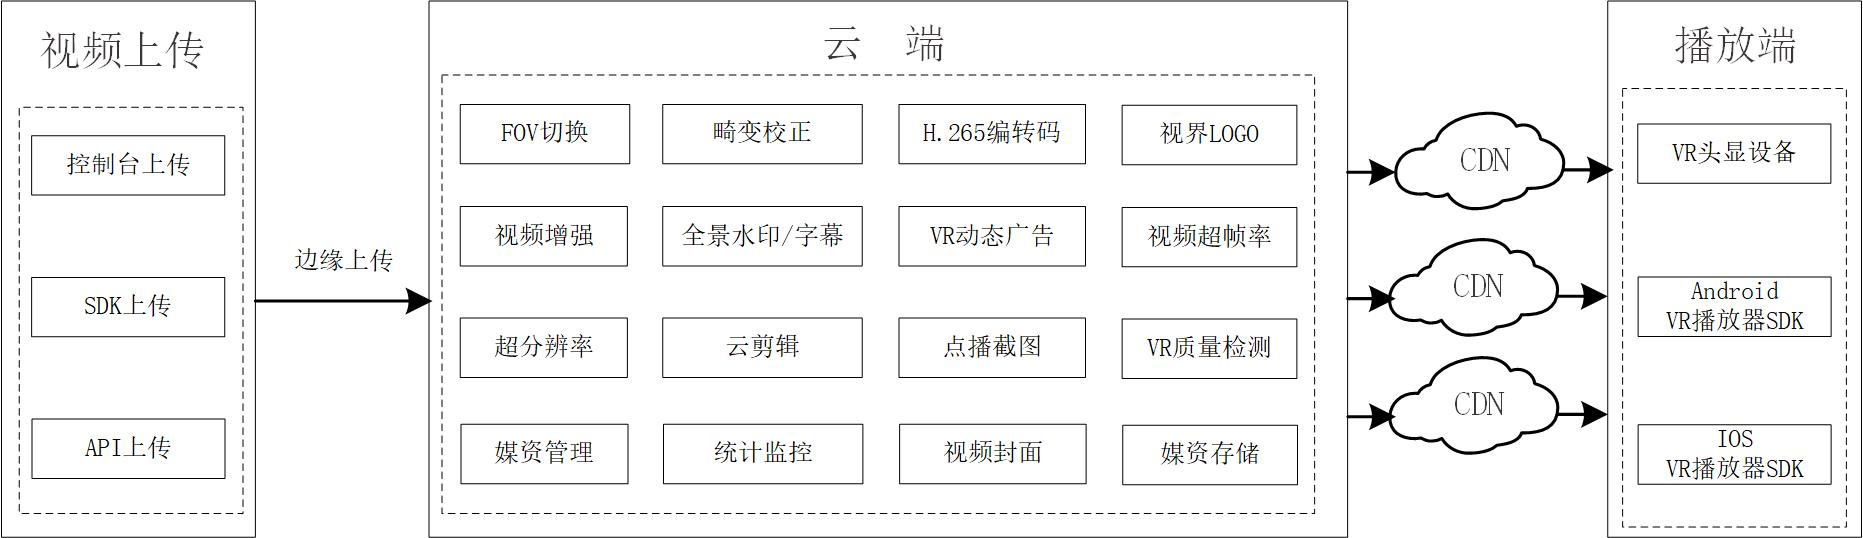 视频上传
控制台上传
SDK上传
API上传
边缘上传
云 端
FOV切换
畸变校正
H.265编转码
视界LOGO
视频增强
全景水印/字幕
VR动态广告
视频超帧率
超分辨率
云剪辑
点播截图
VR质量检测
媒资管理
统计监控
视频封面
媒资存储
CDN
CDN
CDN
播放端
VR头显设备
Android
VR播放器SDK
IOS
VR播放器SDK